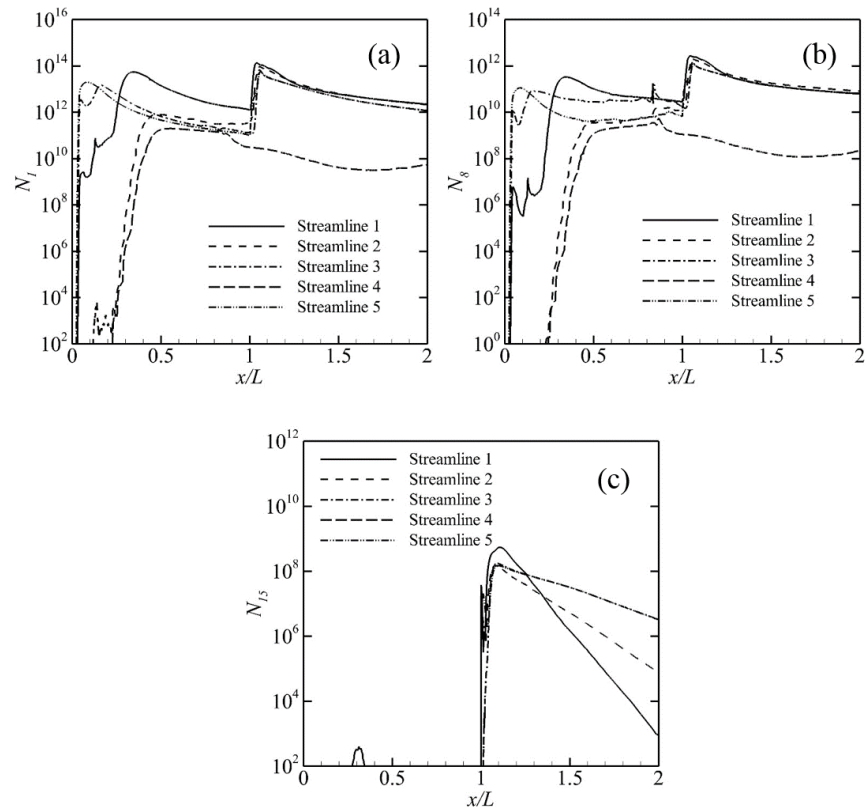 (a)
N1
10^16
10^14
10^12
10^10
10^8
10^6
10^4
10^2
Streamline 1
Streamline 2
Streamline 3
Streamline 4
Streamline 5
0 0.5 1 1.5 2
x/L
(b)
N8
10^14
10^12
10^10
10^8
10^6
10^4
10^2
10^0
Streamline 1
Streamline 2
Streamline 3
Streamline 4
Streamline 5
0 0.5 1 1.5 2
x/L
(c)
N15
10^12
10^10
10^8
10^6
10^4
10^2
Streamline 1
Streamline 2
Streamline 3
Streamline 4
Streamline 5
0 0.5 1 1.5 2
x/L